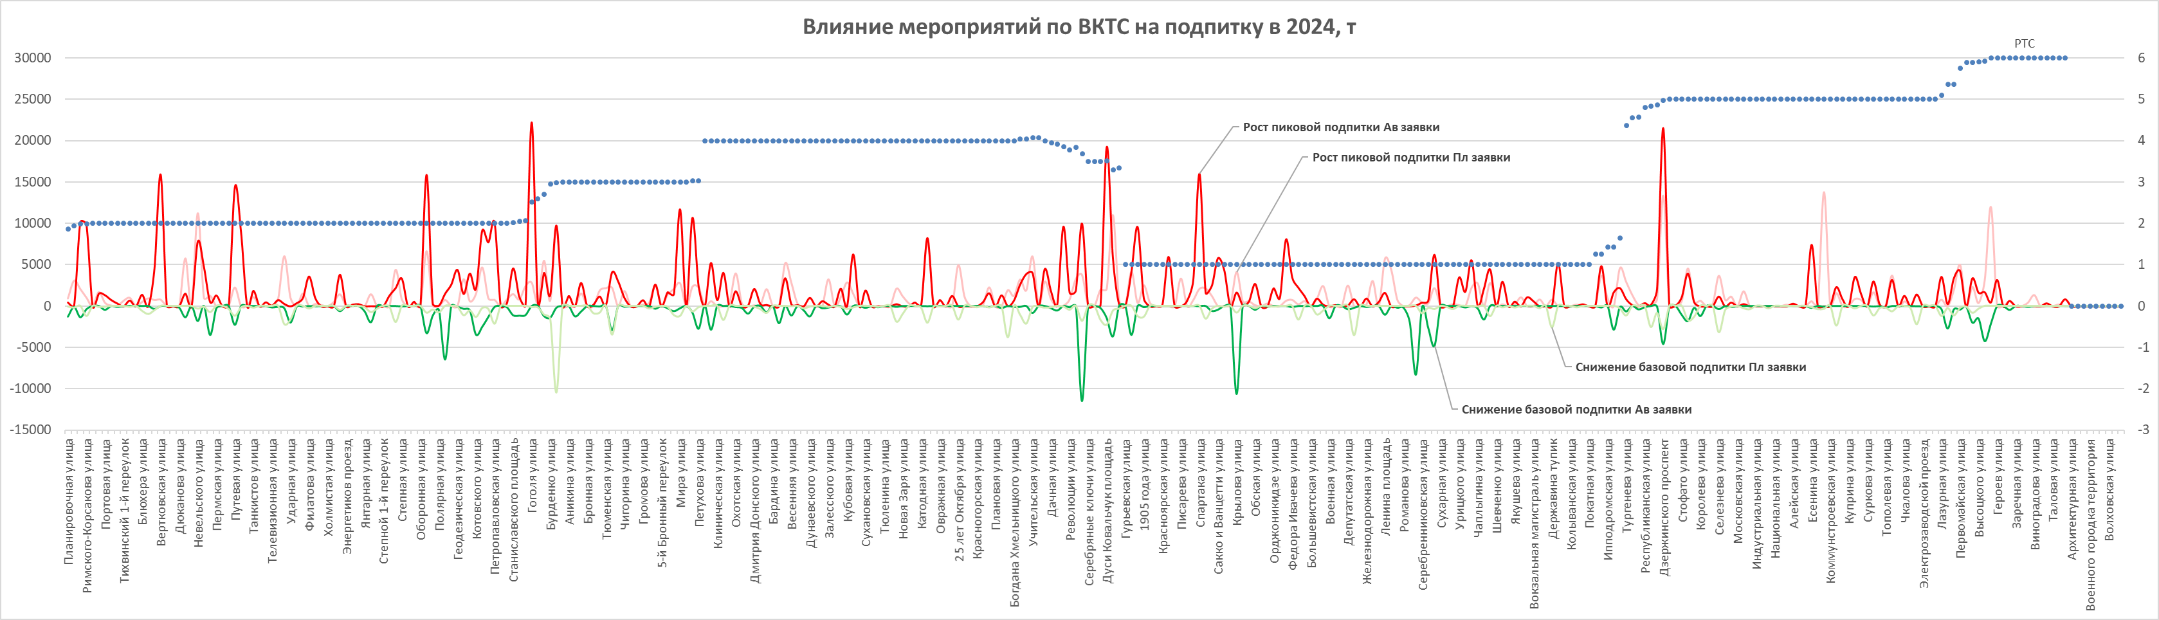 Влияние мероприятий по ВКТС на подпитку в 2024, т
РТС
30000
25000
20000
15000
10000
5000
0
-5000
-10000
-15000
6
5
4
3
2
1
0
-1
-2
-3
Рост пиковой подпитки Ав заявки
Рост пиковой подпитки Пл заявки
Снижение базовой подпитки Пл заявки
Снижение базовой подпитки Ав заявки
Планировочная улица
Римского-Корсакова улица
Портовая улица
Тихвинский 1-й переулок
Блюхера улица
Вертковская улица
Дюканова улица
Невельского улица
Пермская улица
Путевая улица
Танкистов улица
Телевизионная улица
Ударная улица
Филатова улица
Холмистая улица
Энергетиков проезд
Янтарная улица
Степной 1-й переулок
Степная улица
Оборонная улица
Полярная улица
Геодезическая улица
Котовского улица
Петропавловская улица
Станиславского площадь
Гоголя улица
Бурденко улица
Аникина улица
Бронная улица
Тюменская улица
Чигорина улица
Громова улица
5-й Бронный переулок
Мира улица
Петухова улица
Клиническая улица
Охотская улица
Дмитрия Донского улица
Бардина улица
Весенняя улица
Дунаевского улица
Залесского улица
Кубовая улица
Сухановская улица
Тюленина улица
Новая Заря улица
Катодная улица
Овражная улица
25 лет Октября улица
Красногорская улица
Плановая улица
Богдана Хмельницкого улица
Учительская улица
Дачная улица
Революции улица
Серебряные ключи улица
Дуси Ковальчук площадь
Гурьевская улица
1905 года улица
Красноярская улица
Писарева улица
Спартака улица
Сакко и Ванцетти улица
Крылова улица
Обская улица
Орджоникидзе улица
Федора Ивачева улица
Большевистская улица
Военная улица
Депутатская улица
Железнодорожная улица
Ленина площадь
Романова улица
Серебренниковская улица
Сухарная улица
Урицкого улица
Чаплыгина улица
Шевченко улица
Якушева улица
Вокзальная магистраль улица
Державина тупик
Колыванская улица
Покатная улица
Ипподромская улица
Тургенева улица
Республиканская улица
Дзержинского проспект
Стофато улица
Королева улица
Селезнева улица
Московская улица
Индустриальная улица
Национальная улица
Алейская улица
Есенина улица
Коммунстроевская улица
Куприна улица
Суркова улица
Тополевая улица
Чкалова улица
Электрозаводской проезд
Лазурная улица
Первомайская улица
Высоцкого улица
Героев улица
Заречная улица
Виноградова улица
Таловая улица
Архитектурная улица
Военного городка территория
Волховская улица